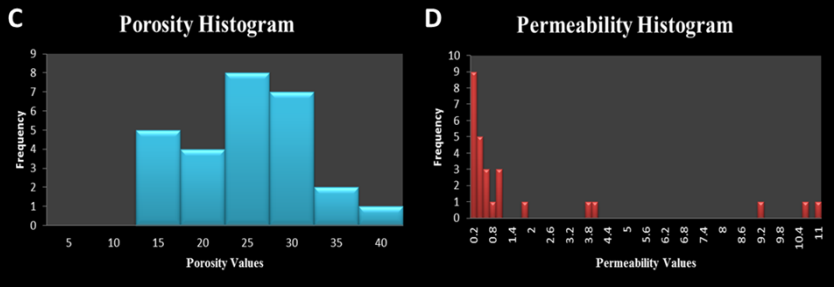 C
Porosity Histogram
9
8
7
6
5
4
3
2
1
0
Frequency
5 10 15 20 25 30 35 40
Porosity Values
D
Permeability Histogram
10
9
8
7
6
5
4
3
2
1
0
Frequency
0.2 0.8 1.4 2 2.6 3.2 3.8 4.4 5 5.6 6.2 6.8 7.4 8 8.6 9.2 9.8 10.4 11
Permeability Values